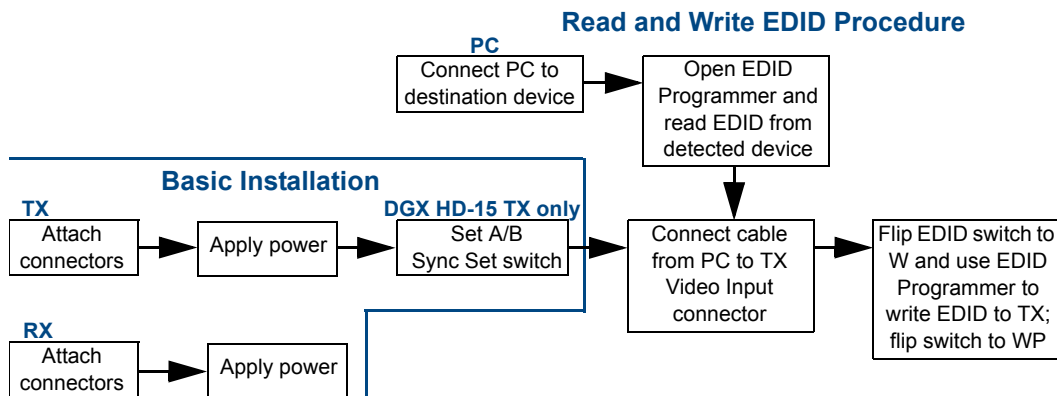 Read and Write EDID Procedure
PC
Connect PC to
destination device
Open EDID
Programmer and
read EDID from
detected device
Basic Installation
TX
Attach
connectors
Apply power
DGX HD-15 TX only
Set A/B
Sync Set switch
Connect cable
from PC to TX
Video Input
connector
Flip EDID switch to
W and use EDID
Programmer to
write EDID to TX;
flip switch to WP
RX
Attach
connectors
Apply power